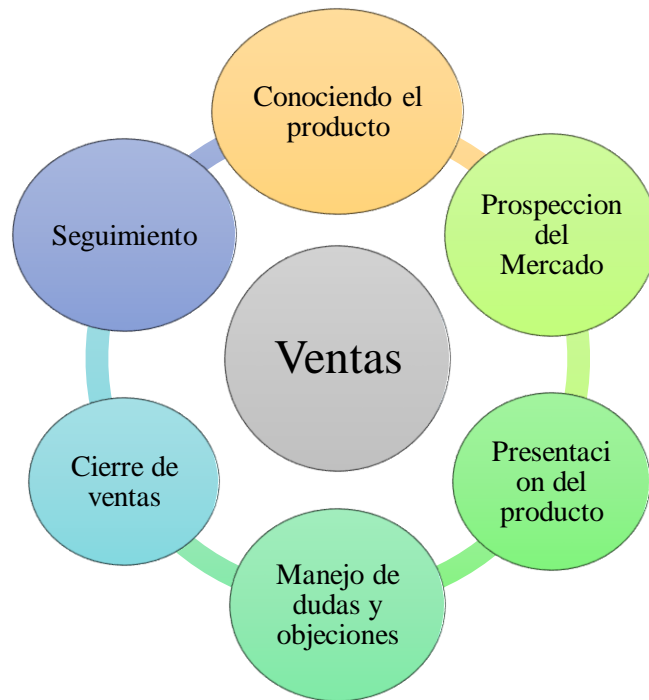 Conociendo el
producto
Prospeccion
del
Mercado
Presentaci
on del
producto
Manejo de
dudas y
objeciones
Cierre de
ventas
Seguimiento
Ventas